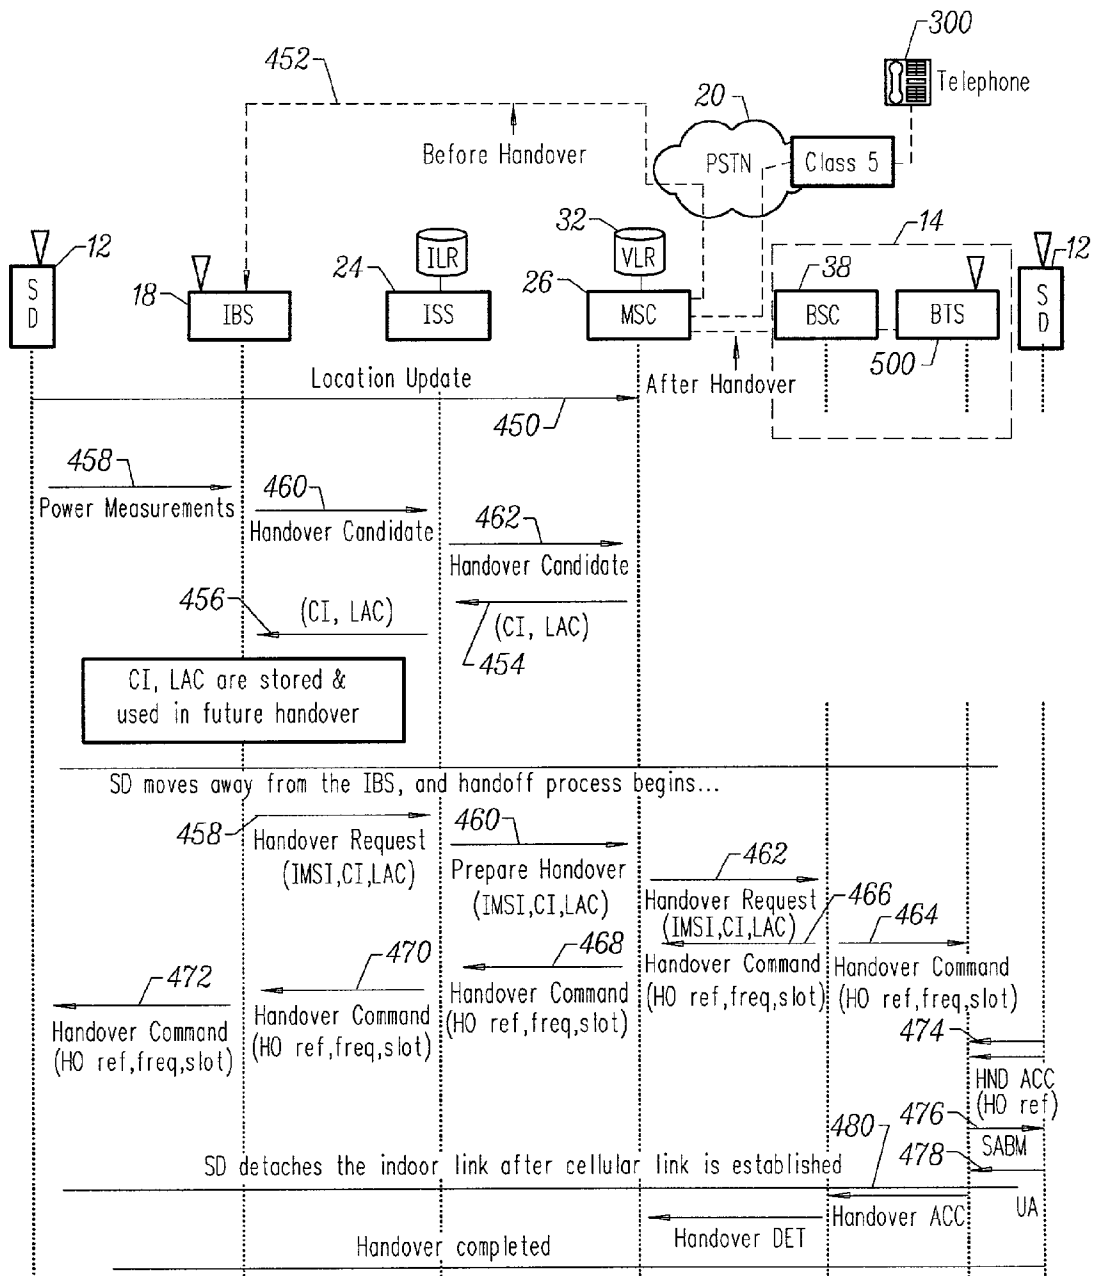 300
452
Telephone
20
Before Handover
PSTN
Class 5
12
32
14
ILR
VLR
38
12
S
D
18
IBS
24
ISS
26
MSC
BSC
BTS
S
D
500
Location Update
After Handover
450
458
Power Measurements
460
Handover Candidate
462
Handover Candidate
456
(CI, LAC)
(CI, LAC)
454
CI, LAC are stored &
used in future handover
SD moves away from the IBS, and handoff process begins...
458
Handover Request
(IMSI,CI,LAC)
460
Prepare Handover
(IMSI,CI,LAC)
462
Handover Request
(IMSI,CI,LAC)
466
464
468
Handover Command
(HO ref,freq,slot)
Handover Command
(HO ref,freq,slot)
470
Handover Command
(HO ref,freq,slot)
472
Handover Command
(HO ref,freq,slot)
Handover Command
(HO ref,freq,slot)
474
HND ACC
(HO ref)
476
480
SABM
478
SD detaches the indoor link after cellular link is established
UA
Handover ACC
Handover DET
Handover completed